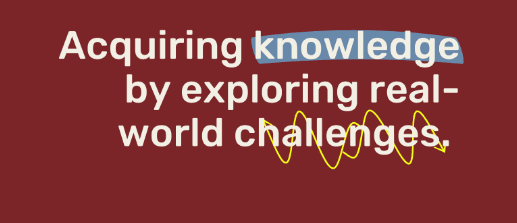 Acquiring knowledge
by exploring real-
world challenges.